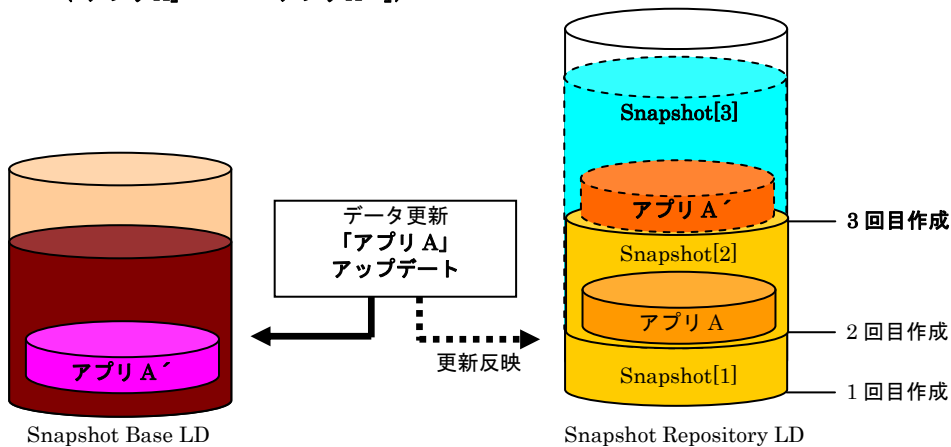 データ更新
「アプリ A」
アップデート
更新反映
アプリ A´
Snapshot Base LD
Snapshot[3]
アプリ A´
Snapshot[2]
アプリ A
Snapshot[1]
3 回目作成
2 回目作成
1 回目作成
Snapshot Repository LD